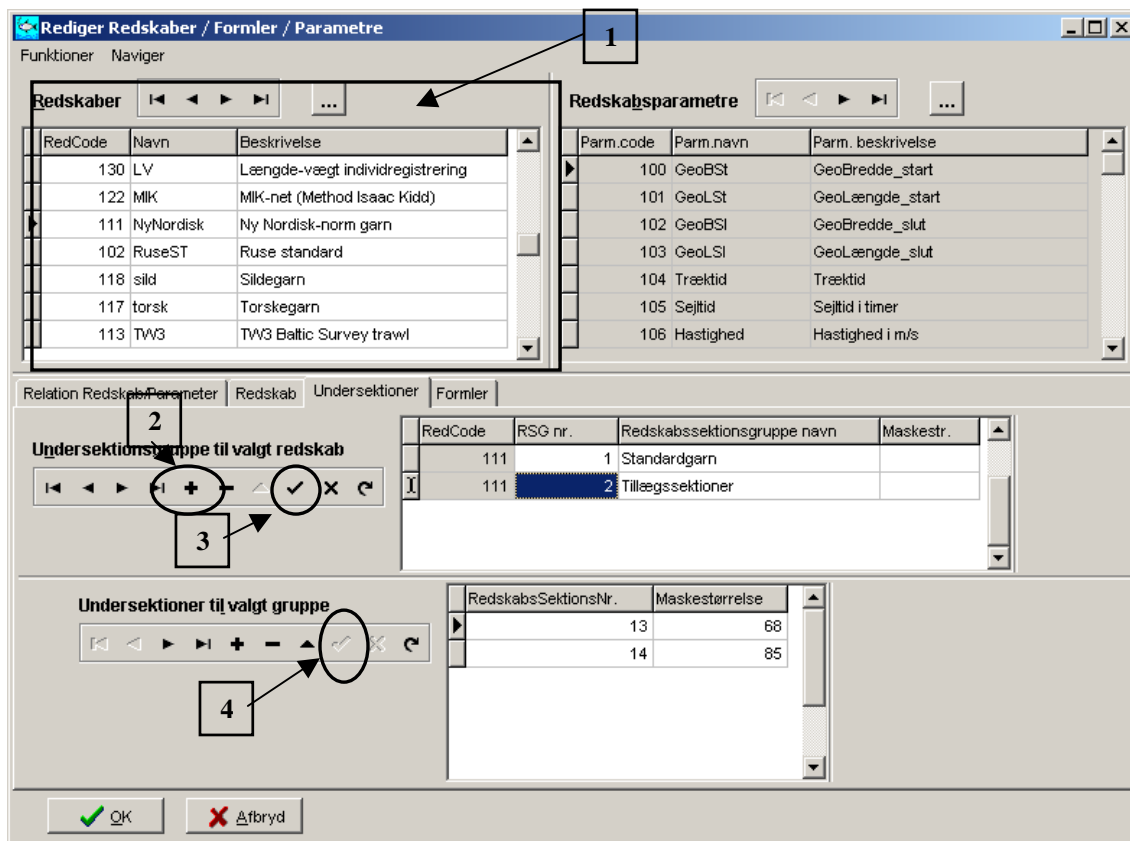 Rediger Redskaber / Formler / Parametre
Funktioner Naviger
1
Redskaber ...
Redskabsparametre ...
RedCode Navn Beskrivelse
130 LV Længde-vægt individregistrering
122 MIK MIK-net (Method Isaac Kidd)
111 NyNordisk Ny Nordisk-norm garn
102 RuseST Ruse standard
118 sild Sildegarn
117 torsk Torskegarn
113 TW3 TW3 Baltic Survey trawl
Parm.code Parm.navn Parm. beskrivelse
100 GeoBSt GeoBredde_start
101 GeoLSt GeoLængde_start
102 GeoBSl GeoBredde_slut
103 GeoLSl GeoLængde_slut
104 Træktid Træktid
105 Sejltid Sejltid i timer
106 Hastighed Hastighed i m/s
Relation Redskab/Parameter Redskab Undersektioner Formler
2
Undersektionsgruppe til valgt redskab
3
RedCode RSG nr. Redskabssektionsgruppe navn Maskestr.
111 1 Standardgarn
111 2 Tillægssektioner
Undersektioner til valgt gruppe
4
RedskabsSektionsNr. Maskestørrelse
13 68
14 85
OK Afbryd